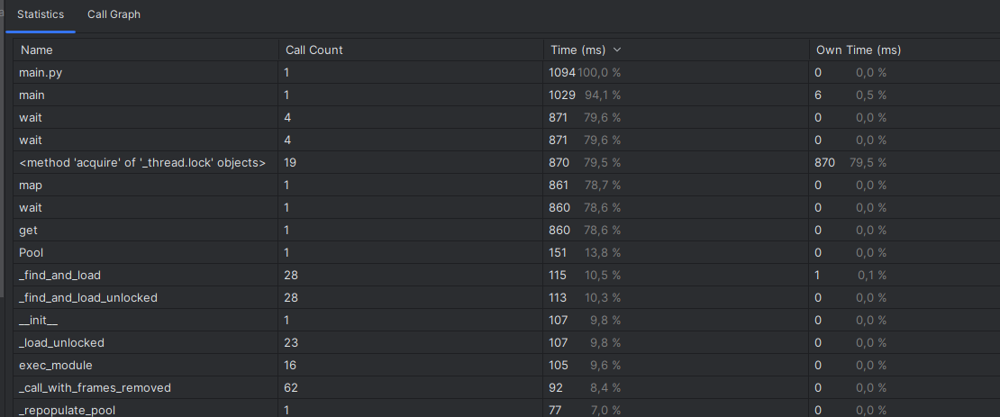 Statistics Call Graph
Name Call Count Time (ms) Own Time (ms)
main.py 1 1094 100,0 % 0 0,0 %
main 1 1029 94,1 % 6 0,5 %
wait 4 871 79,6 % 0 0,0 %
wait 4 871 79,6 % 0 0,0 %
<method 'acquire' of '_thread.lock' objects> 19 870 79,5 % 870 79,5 %
map 1 861 78,7 % 0 0,0 %
wait 1 860 78,6 % 0 0,0 %
get 1 860 78,6 % 0 0,0 %
Pool 1 151 13,8 % 0 0,0 %
_find_and_load 28 115 10,5 % 1 0,1 %
_find_and_load_unlocked 28 113 10,3 % 0 0,0 %
__init__ 1 107 9,8 % 0 0,0 %
_load_unlocked 23 107 9,8 % 0 0,0 %
exec_module 16 105 9,6 % 0 0,0 %
_call_with_frames_removed 62 92 8,4 % 0 0,0 %
_repopulate_pool 1 77 7,0 % 0 0,0 %